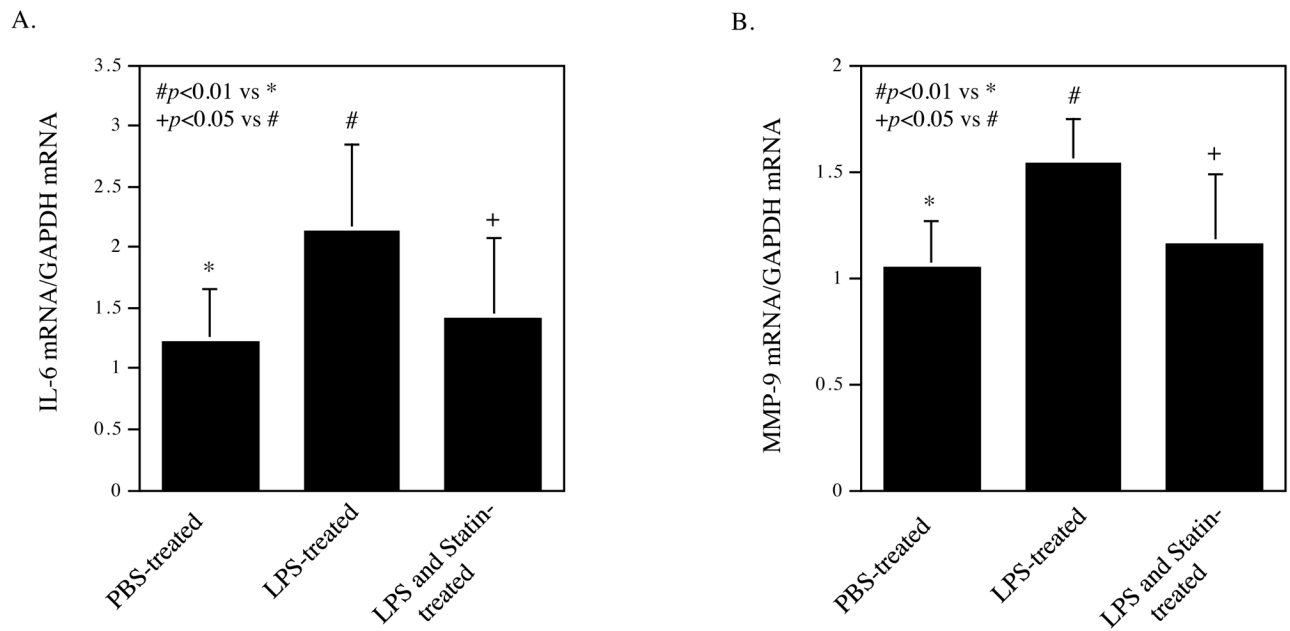 A.
IL-6 mRNA/GAPDH mRNA
3.5
3
2.5
2
1.5
1
0.5
0
#p<0.01 vs *
+p<0.05 vs #
*
#
+
PBS-treated
LPS-treated
LPS and Statin-
treated
B.
MMP-9 mRNA/GAPDH mRNA
2
1.5
1
0.5
0
#p<0.01 vs *
+p<0.05 vs #
*
#
+
PBS-treated
LPS-treated
LPS and Statin-
treated